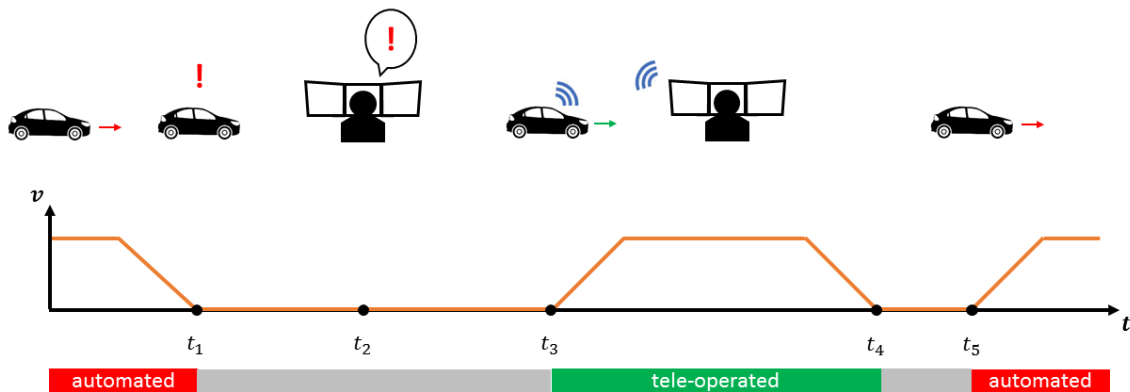 !
!
v
t
t₁
t₂
t₃
t₄
t₅
automated
tele-operated
automated